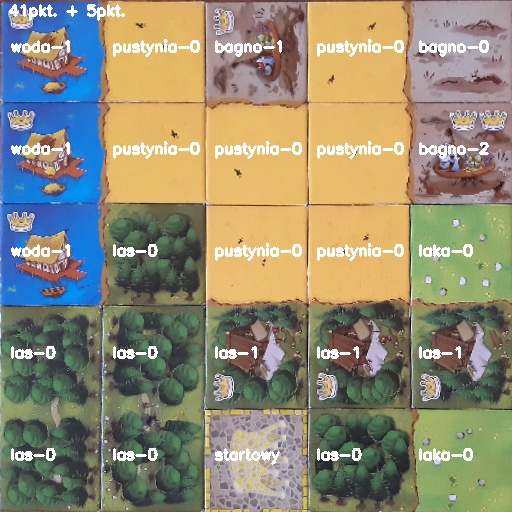 41pkt. + 5pkt.
woda-1 pustynia-0 bagno-1 pustynia-0 bagno-0
woda-1 pustynia-0 pustynia-0 pustynia-0 bagno-2
woda-1 las-0 pustynia-0 pustynia-0 laka-0
las-0 las-0 las-1 las-1 las-1
las-0 las-0 startowy las-0 laka-0